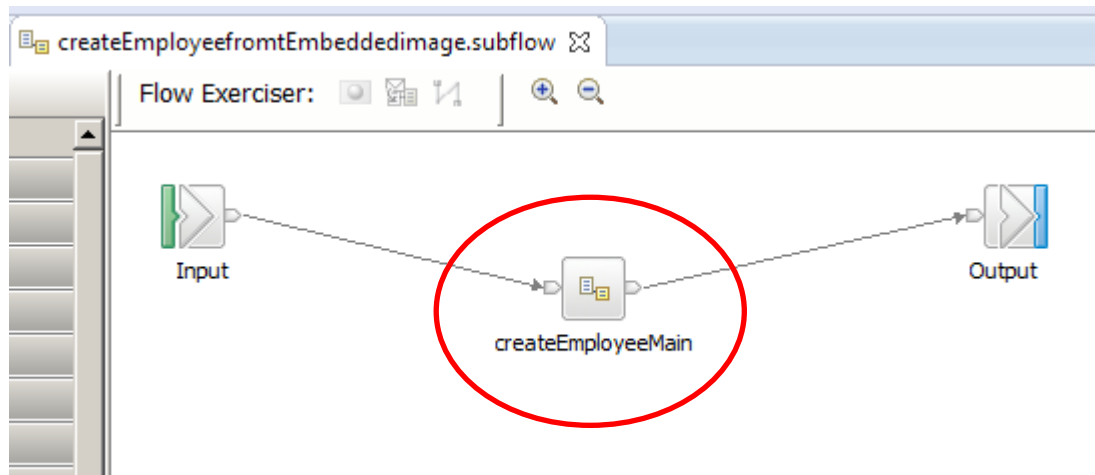 createEmployeefromtEmbeddedimage.subflow
Flow Exerciser:
Input
Output
createEmployeeMain